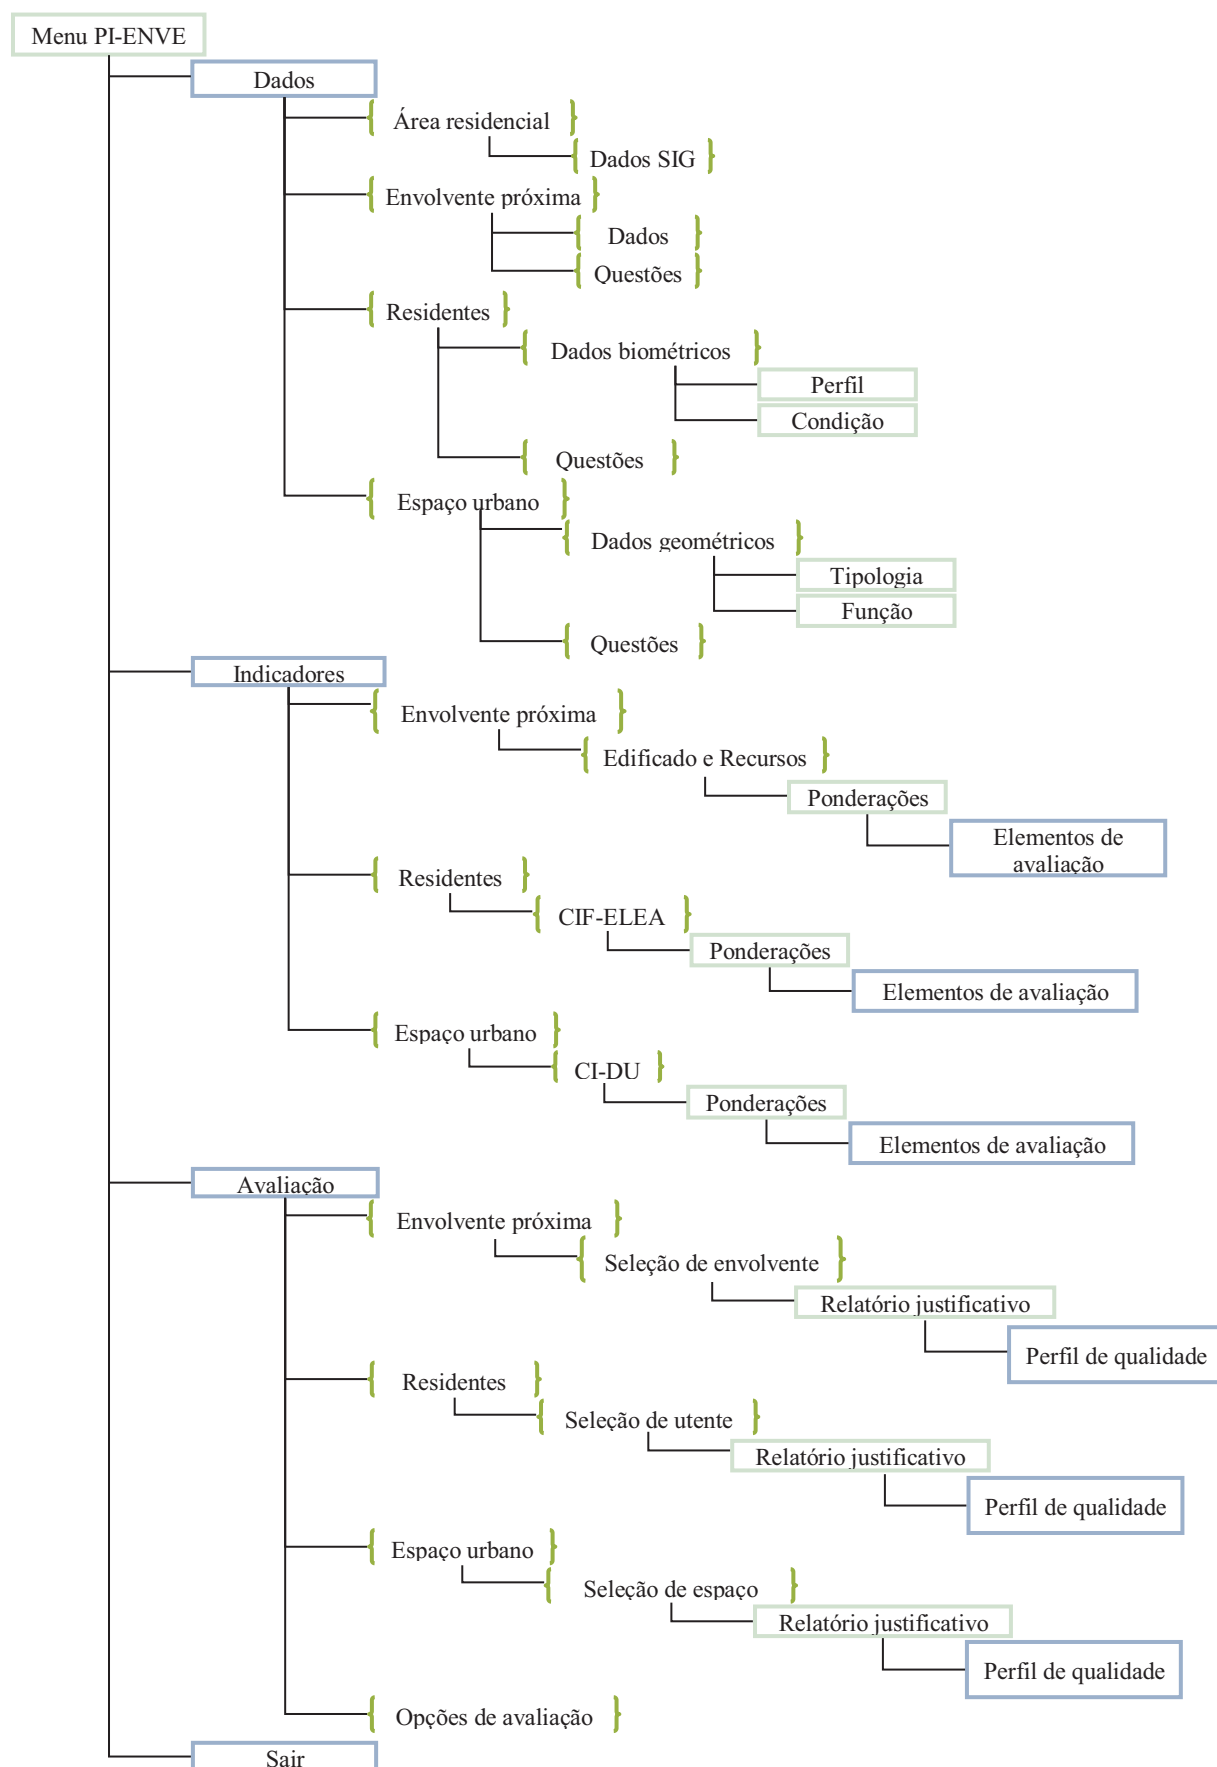 Menu PI-ENVE
Dados
Área residencial
Dados SIG
Envolvente próxima
Dados
Questões
Residentes
Dados biométricos
Perfil
Condição
Questões
Espaço urbano
Dados geométricos
Tipologia
Função
Questões
Indicadores
Envolvente próxima
Edificado e Recursos
Ponderações
Elementos de
avaliação
Residentes
CIF-ELEA
Ponderações
Elementos de avaliação
Espaço urbano
CI-DU
Ponderações
Elementos de avaliação
Avaliação
Envolvente próxima
Seleção de envolvente
Relatório justificativo
Perfil de qualidade
Residentes
Seleção de utente
Relatório justificativo
Perfil de qualidade
Espaço urbano
Seleção de espaço
Relatório justificativo
Perfil de qualidade
Opções de avaliação
Sair